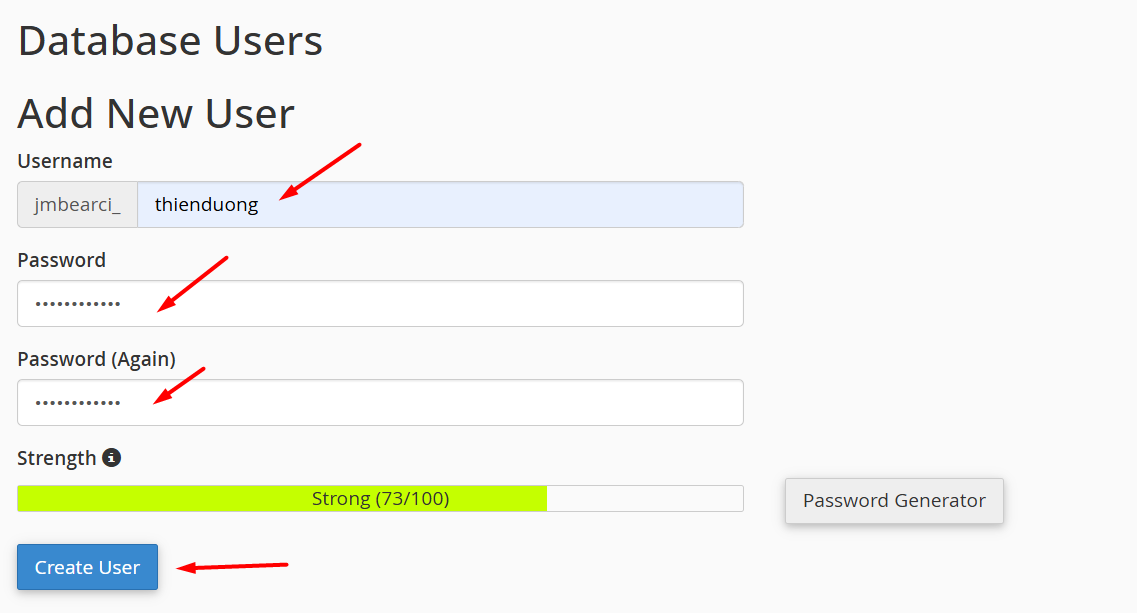 Database Users
Add New User
Username
jmbearci_ thienduong
Password
••••••••••••
Password (Again)
••••••••••••
Strength
Strong (73/100)
Password Generator
Create User